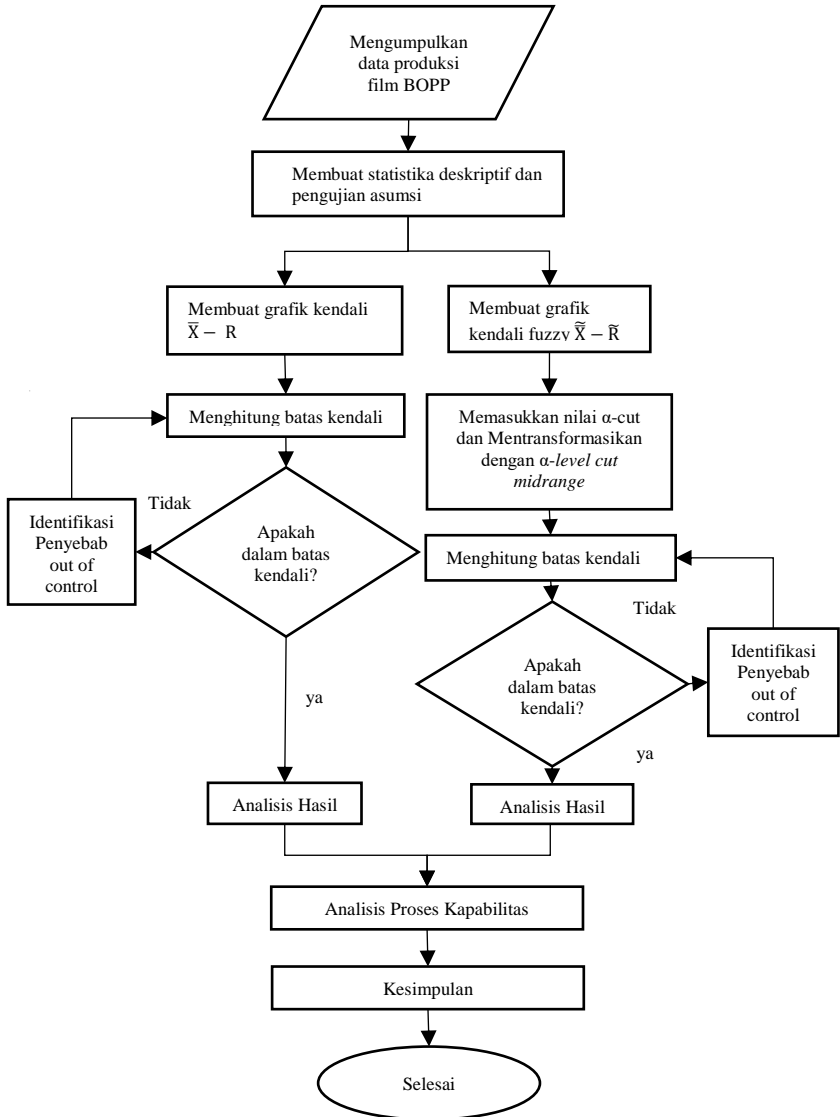 Mengumpulkan
data produksi
film BOPP
Membuat statistika deskriptif dan
pengujian asumsi
Membuat grafik kendali
X̿ − R
Membuat grafik
kendali fuzzy X̿̃ − R̃
Menghitung batas kendali
Memasukkan nilai α-cut
dan Mentransformasikan
dengan α-level cut
midrange
Tidak
Identifikasi
Penyebab
out of
control
Apakah
dalam batas
kendali?
Menghitung batas kendali
Tidak
Apakah
dalam batas
kendali?
Identifikasi
Penyebab
out of
control
ya
ya
Analisis Hasil
Analisis Hasil
Analisis Proses Kapabilitas
Kesimpulan
Selesai